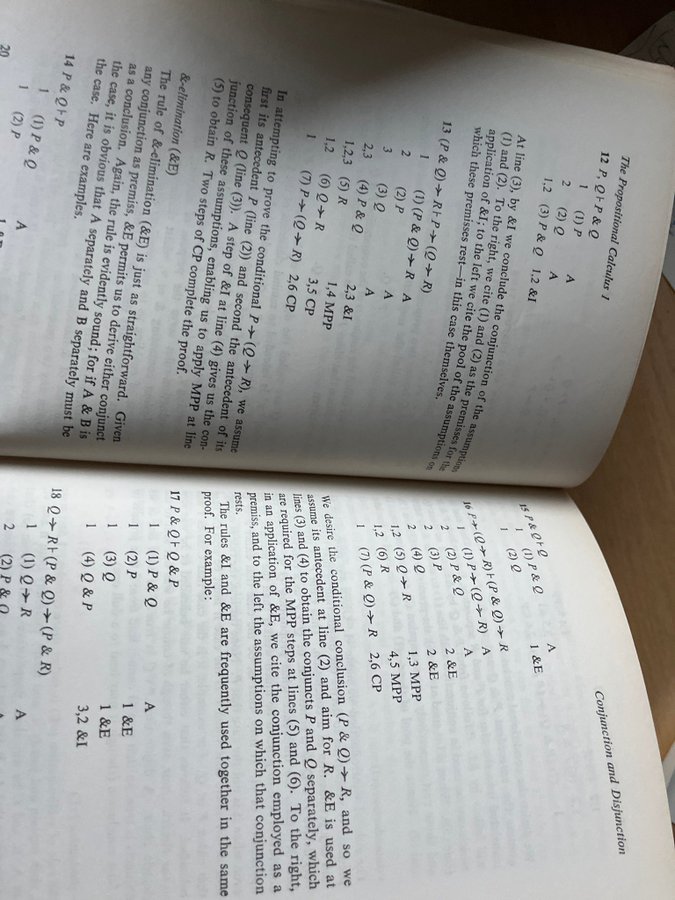 The Propositional Calculus 1
12 P, Q ⊢ P & Q
1 (1) P A
2 (2) Q A
1,2 (3) P & Q 1,2 &I
At line (3), by &I we conclude the conjunction of the assumptions
(1) and (2). To the right, we cite (1) and (2) as the premisses for the
application of &I; to the left we cite the pool of the assumptions on
which these premisses rest—in this case themselves.
13 (P & Q) → R ⊢ P → (Q → R)
1 (1) (P & Q) → R A
2 (2) P A
3 (3) Q A
2,3 (4) P & Q 2,3 &I
1,2,3 (5) R 1,4 MPP
1,2 (6) Q → R 3,5 CP
1 (7) P → (Q → R) 2,6 CP
In attempting to prove the conditional P → (Q → R), we assume
first its antecedent P (line (2)) and second the antecedent of its
consequent Q (line (3)). A step of &I at line (4) gives us the con-
junction of these assumptions, enabling us to apply MPP at line
(5) to obtain R. Two steps of CP complete the proof.
&-elimination (&E)
The rule of &-elimination (&E) is just as straightforward. Given
any conjunction as premiss, &E permits us to derive either conjunct
as a conclusion. Again, the rule is evidently sound; for if A & B is
the case, it is obvious that A separately and B separately must be
the case. Here are examples.
14 P & Q ⊢ P
1 (1) P & Q A
1 (2) P
20
Conjunction and Disjunction
15 P & Q ⊢ Q
1 (1) P & Q A
1 (2) Q 1 &E
16 P → (Q → R) ⊢ (P & Q) → R
1 (1) P → (Q → R) A
2 (2) P & Q A
2 (3) P 2 &E
2 (4) Q 2 &E
1,2 (5) Q → R 1,3 MPP
1,2 (6) R 4,5 MPP
1 (7) (P & Q) → R 2,6 CP
We desire the conditional conclusion (P & Q) → R, and so we
assume its antecedent at line (2) and aim for R. &E is used at
lines (3) and (4) to obtain the conjuncts P and Q separately, which
are required for the MPP steps at lines (5) and (6). To the right,
in an application of &E, we cite the conjunction employed as a
premiss, and to the left the assumptions on which that conjunction
rests.
The rules &I and &E are frequently used together in the same
proof. For example:
17 P & Q ⊢ Q & P
1 (1) P & Q A
1 (2) P 1 &E
1 (3) Q 1 &E
1 (4) Q & P 3,2 &I
18 Q → R ⊢ (P & Q) → (P & R)
1 (1) Q → R A
2 (2) P & Q